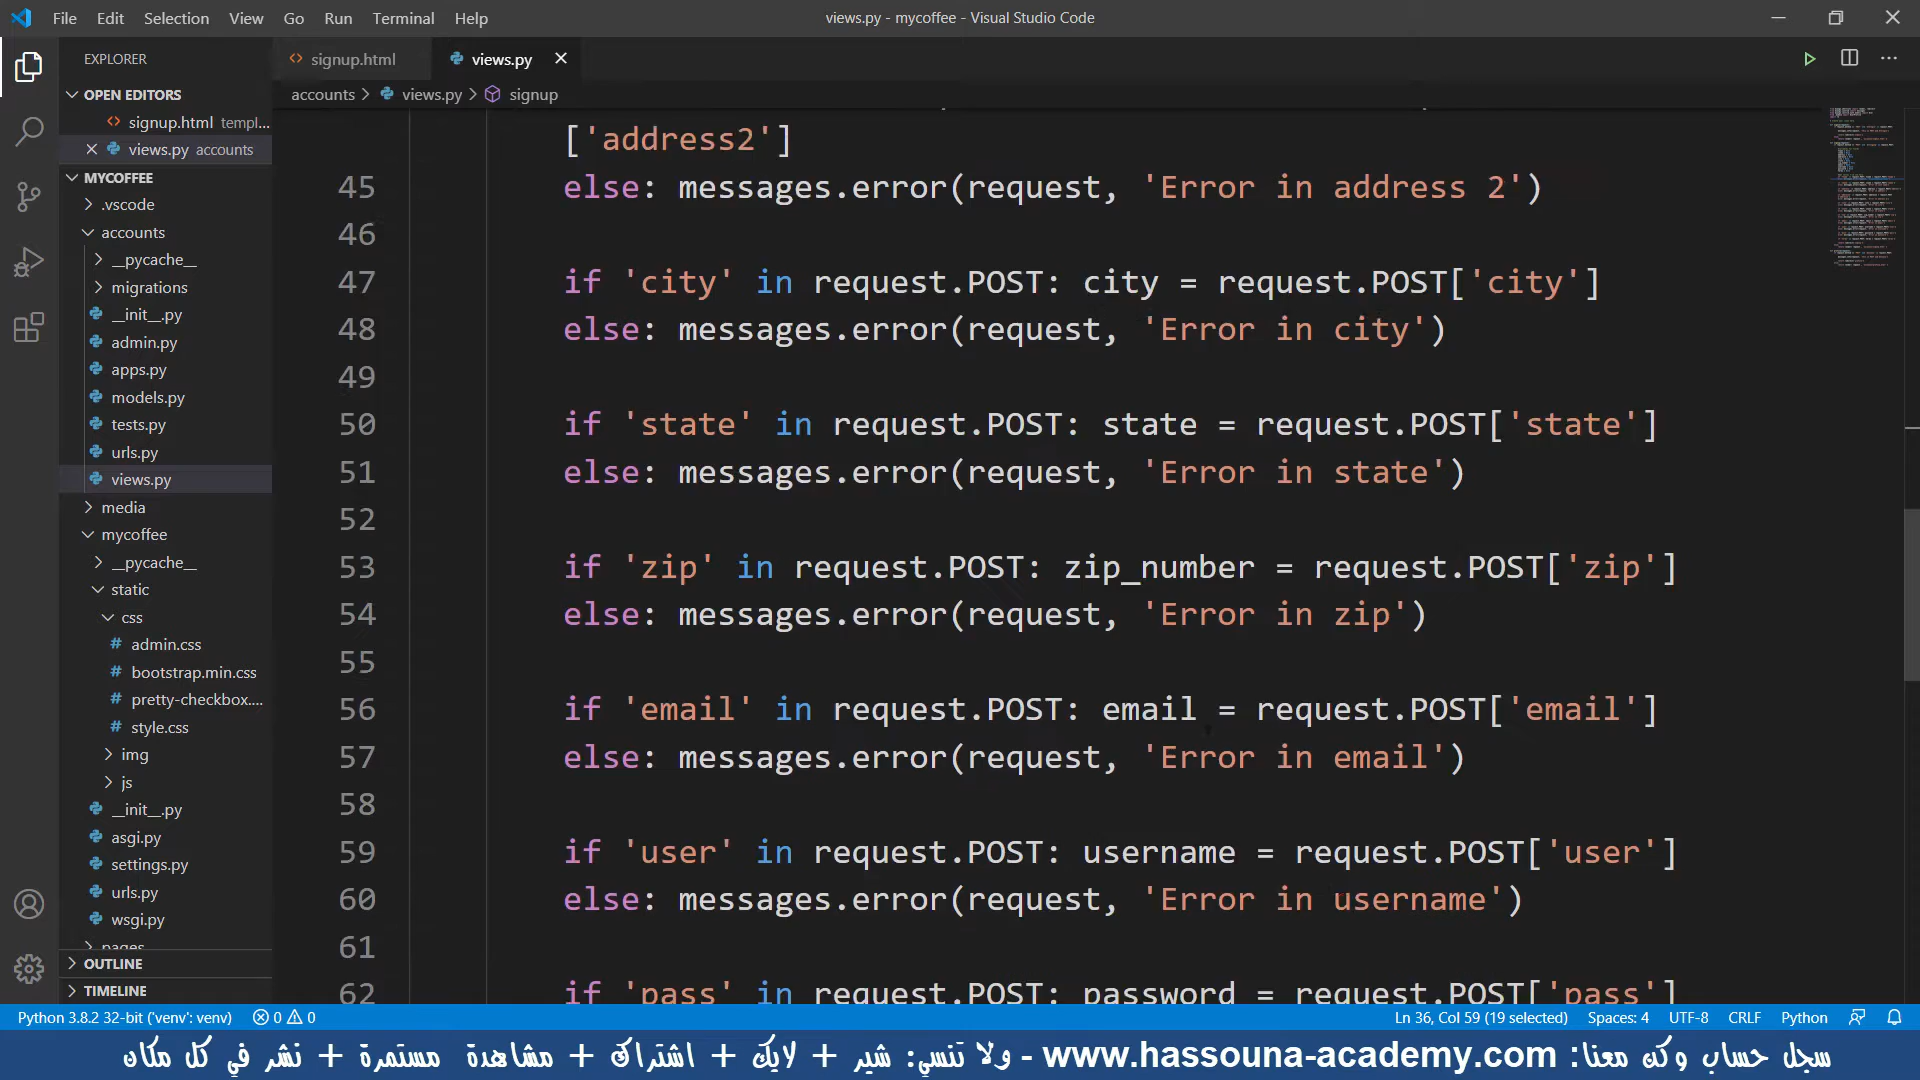 File Edit Selection View Go Run Terminal Help
views.py - mycoffee - Visual Studio Code
EXPLORER
OPEN EDITORS
signup.html templ...
views.py accounts
MYCOFFEE
.vscode
accounts
__pycache__
migrations
__init__.py
admin.py
apps.py
models.py
tests.py
urls.py
views.py
media
mycoffee
__pycache__
static
css
admin.css
bootstrap.min.css
pretty-checkbox....
style.css
img
js
__init__.py
asgi.py
settings.py
urls.py
wsgi.py
pages
OUTLINE
TIMELINE
signup.html
views.py
accounts > views.py > signup
['address2']
45 else: messages.error(request, 'Error in address 2')
46
47 if 'city' in request.POST: city = request.POST['city']
48 else: messages.error(request, 'Error in city')
49
50 if 'state' in request.POST: state = request.POST['state']
51 else: messages.error(request, 'Error in state')
52
53 if 'zip' in request.POST: zip_number = request.POST['zip']
54 else: messages.error(request, 'Error in zip')
55
56 if 'email' in request.POST: email = request.POST['email']
57 else: messages.error(request, 'Error in email')
58
59 if 'user' in request.POST: username = request.POST['user']
60 else: messages.error(request, 'Error in username')
61
62 if 'pass' in request.POST: password = request.POST['pass']
Python 3.8.2 32-bit ('venv': venv) 0 0 Ln 36, Col 59 (19 selected) Spaces: 4 UTF-8 CRLF Python
سجل حساب وكن معنا: www.hassouna-academy.com - ولا تنسي: شير + لايك + اشتراك + مشاهدة مستمرة + نشر في كل مكان